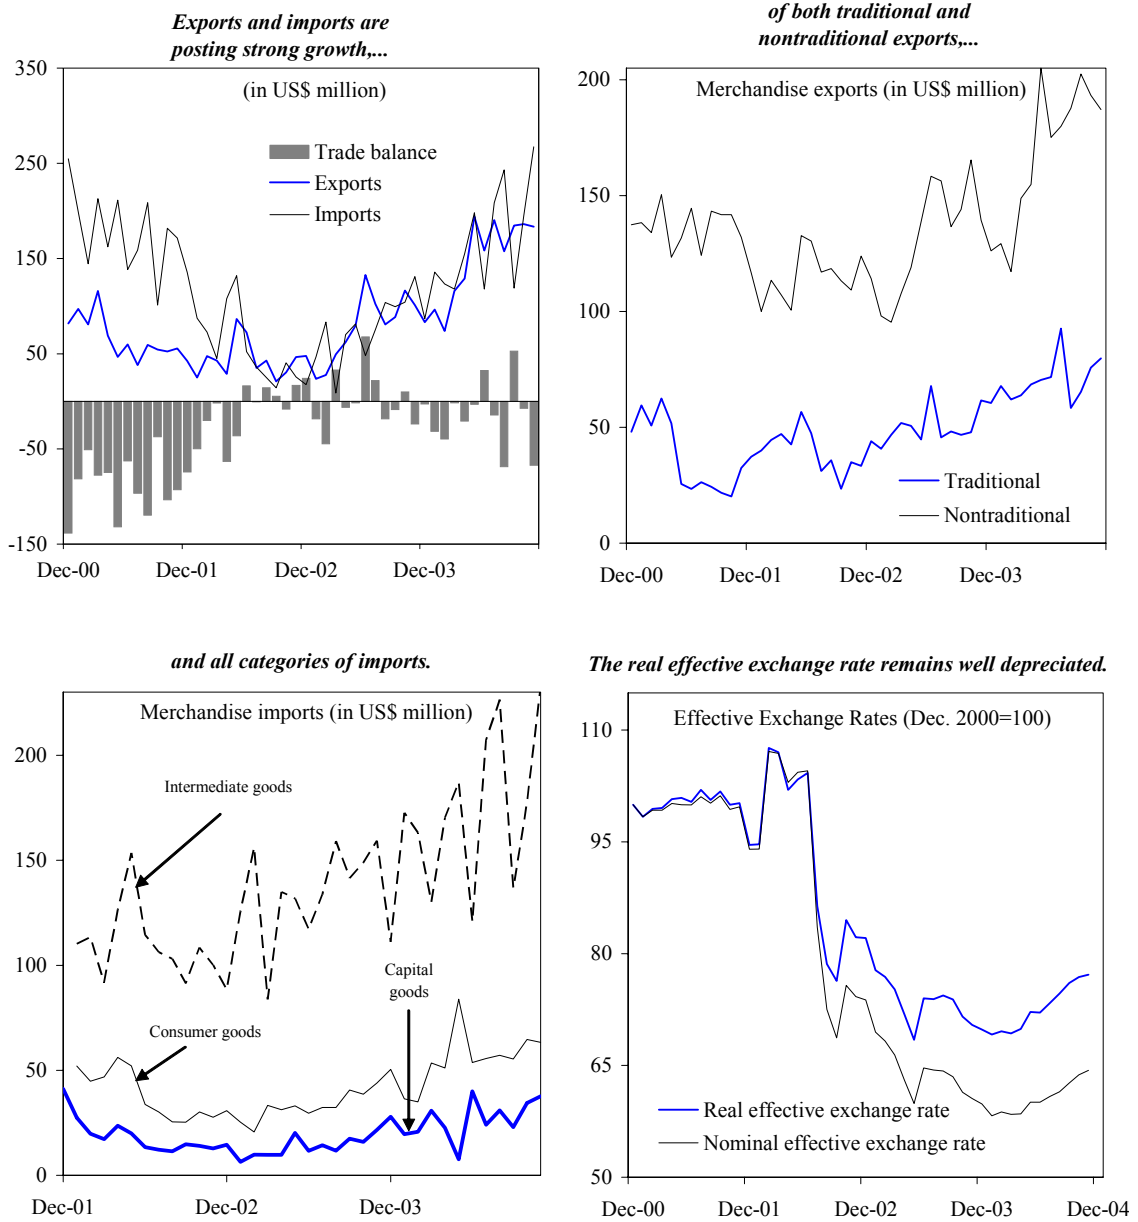 Exports and imports are
posting strong growth,...
350
(in US$ million)
Trade balance
250
Exports
Imports
150
50
-50
-150
Dec-00
Dec-01
Dec-02
Dec-03
of both traditional and
nontraditional exports,...
200
Merchandise exports (in US$ million)
150
100
50
Traditional
Nontraditional
0
Dec-00
Dec-01
Dec-02
Dec-03
and all categories of imports.
Merchandise imports (in US$ million)
200
Intermediate goods
150
100
Capital
goods
Consumer goods
50
0
Dec-01
Dec-02
Dec-03
The real effective exchange rate remains well depreciated.
110
Effective Exchange Rates (Dec. 2000=100)
95
80
65
Real effective exchange rate
Nominal effective exchange rate
50
Dec-00
Dec-01
Dec-02
Dec-03
Dec-04